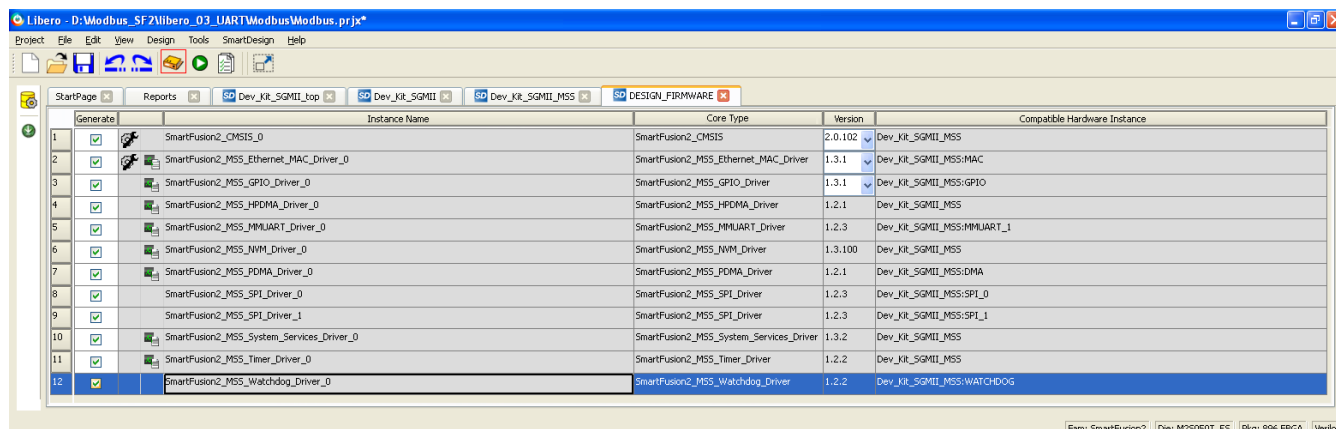 Libero - D:\Modbus_SF2\libero_03_UART\Modbus\Modbus.prjx*
Project File Edit View Design Tools SmartDesign Help
StartPage Reports SD Dev_Kit_SGMII_top SD Dev_Kit_SGMII SD Dev_Kit_SGMII_MSS SD DESIGN_FIRMWARE
Generate Instance Name Core Type Version Compatible Hardware Instance
1 SmartFusion2_CMSIS_0 SmartFusion2_CMSIS 2.0.102 Dev_Kit_SGMII_MSS
2 SmartFusion2_MSS_Ethernet_MAC_Driver_0 SmartFusion2_MSS_Ethernet_MAC_Driver 1.3.1 Dev_Kit_SGMII_MSS:MAC
3 SmartFusion2_MSS_GPIO_Driver_0 SmartFusion2_MSS_GPIO_Driver 1.3.1 Dev_Kit_SGMII_MSS:GPIO
4 SmartFusion2_MSS_HPDMA_Driver_0 SmartFusion2_MSS_HPDMA_Driver 1.2.1 Dev_Kit_SGMII_MSS
5 SmartFusion2_MSS_MMUART_Driver_0 SmartFusion2_MSS_MMUART_Driver 1.2.3 Dev_Kit_SGMII_MSS:MMUART_1
6 SmartFusion2_MSS_NVM_Driver_0 SmartFusion2_MSS_NVM_Driver 1.3.100 Dev_Kit_SGMII_MSS
7 SmartFusion2_MSS_PDMA_Driver_0 SmartFusion2_MSS_PDMA_Driver 1.2.1 Dev_Kit_SGMII_MSS:DMA
8 SmartFusion2_MSS_SPI_Driver_0 SmartFusion2_MSS_SPI_Driver 1.2.3 Dev_Kit_SGMII_MSS:SPI_0
9 SmartFusion2_MSS_SPI_Driver_1 SmartFusion2_MSS_SPI_Driver 1.2.3 Dev_Kit_SGMII_MSS:SPI_1
10 SmartFusion2_MSS_System_Services_Driver_0 SmartFusion2_MSS_System_Services_Driver 1.3.2 Dev_Kit_SGMII_MSS
11 SmartFusion2_MSS_Timer_Driver_0 SmartFusion2_MSS_Timer_Driver 1.2.2 Dev_Kit_SGMII_MSS
12 SmartFusion2_MSS_Watchdog_Driver_0 SmartFusion2_MSS_Watchdog_Driver 1.2.2 Dev_Kit_SGMII_MSS:WATCHDOG